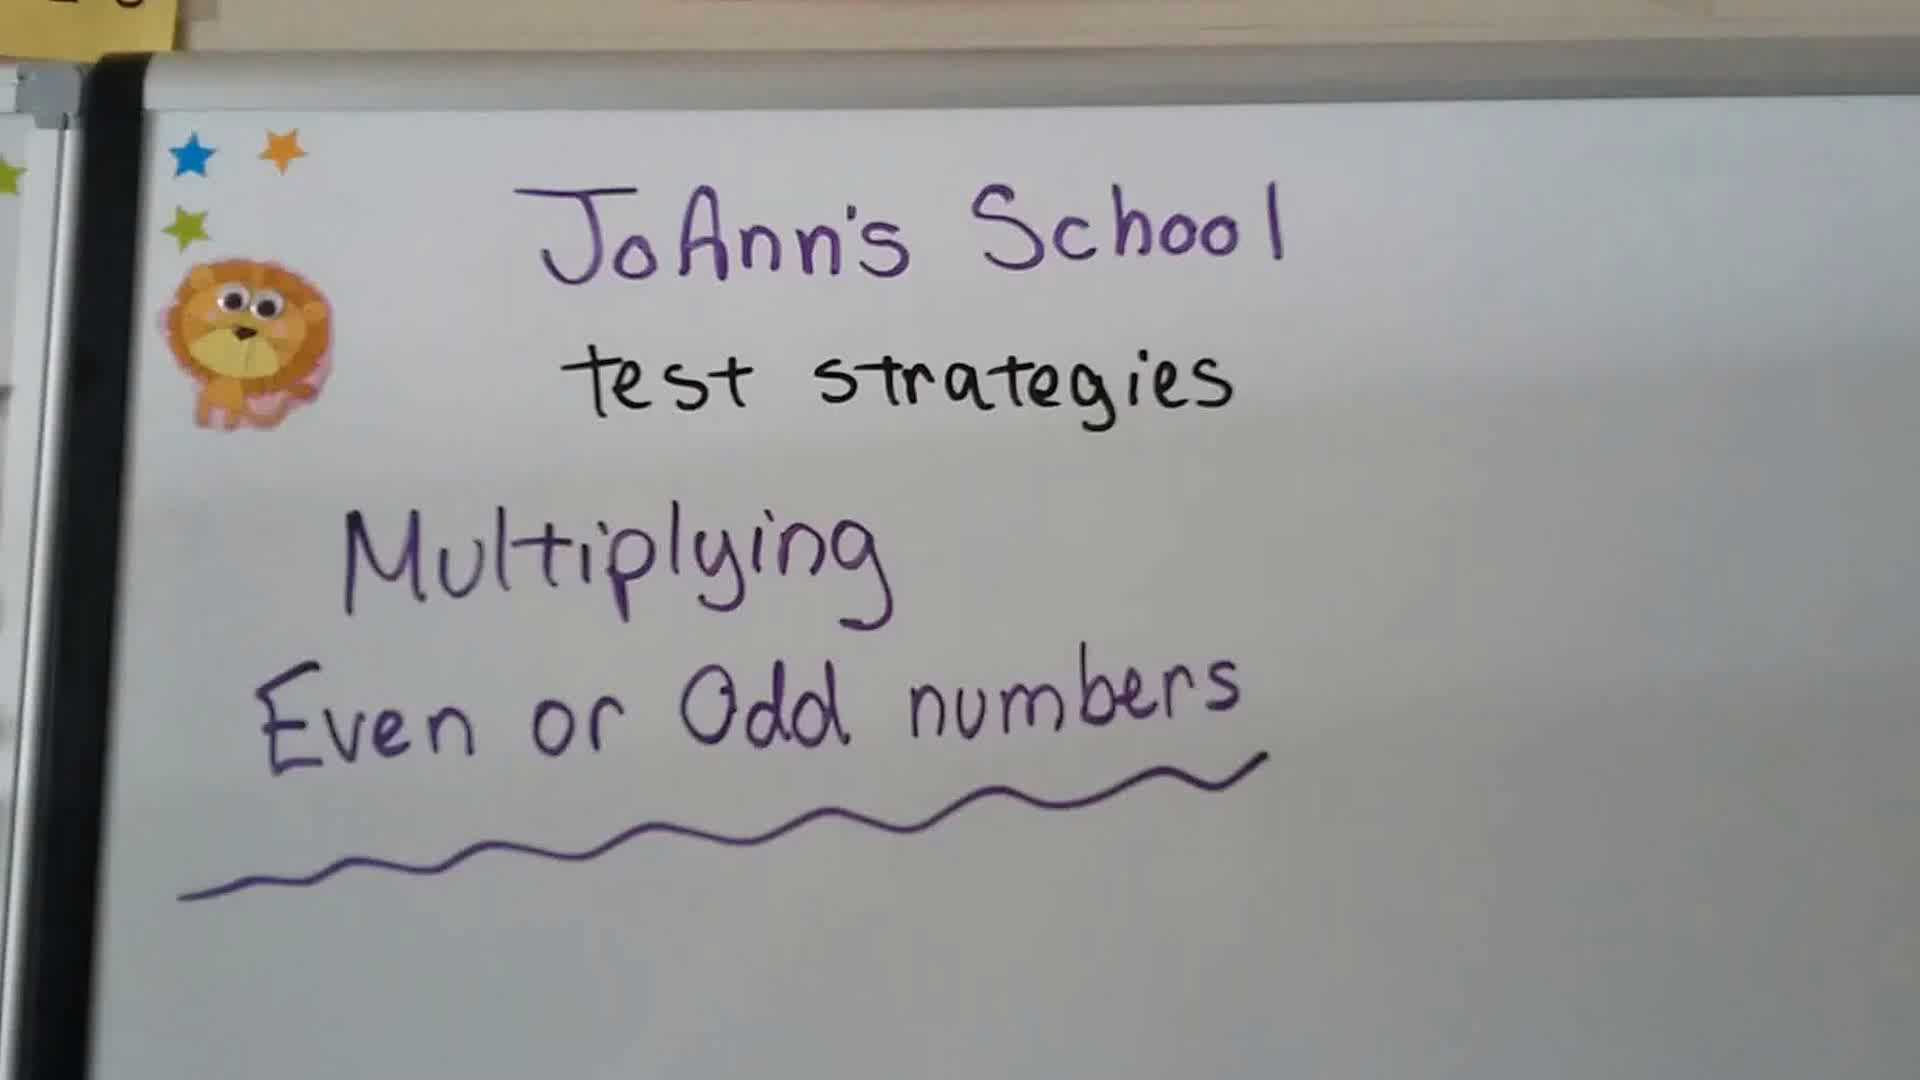 JoAnn's School
test strategies
Multiplying
Even or Odd numbers